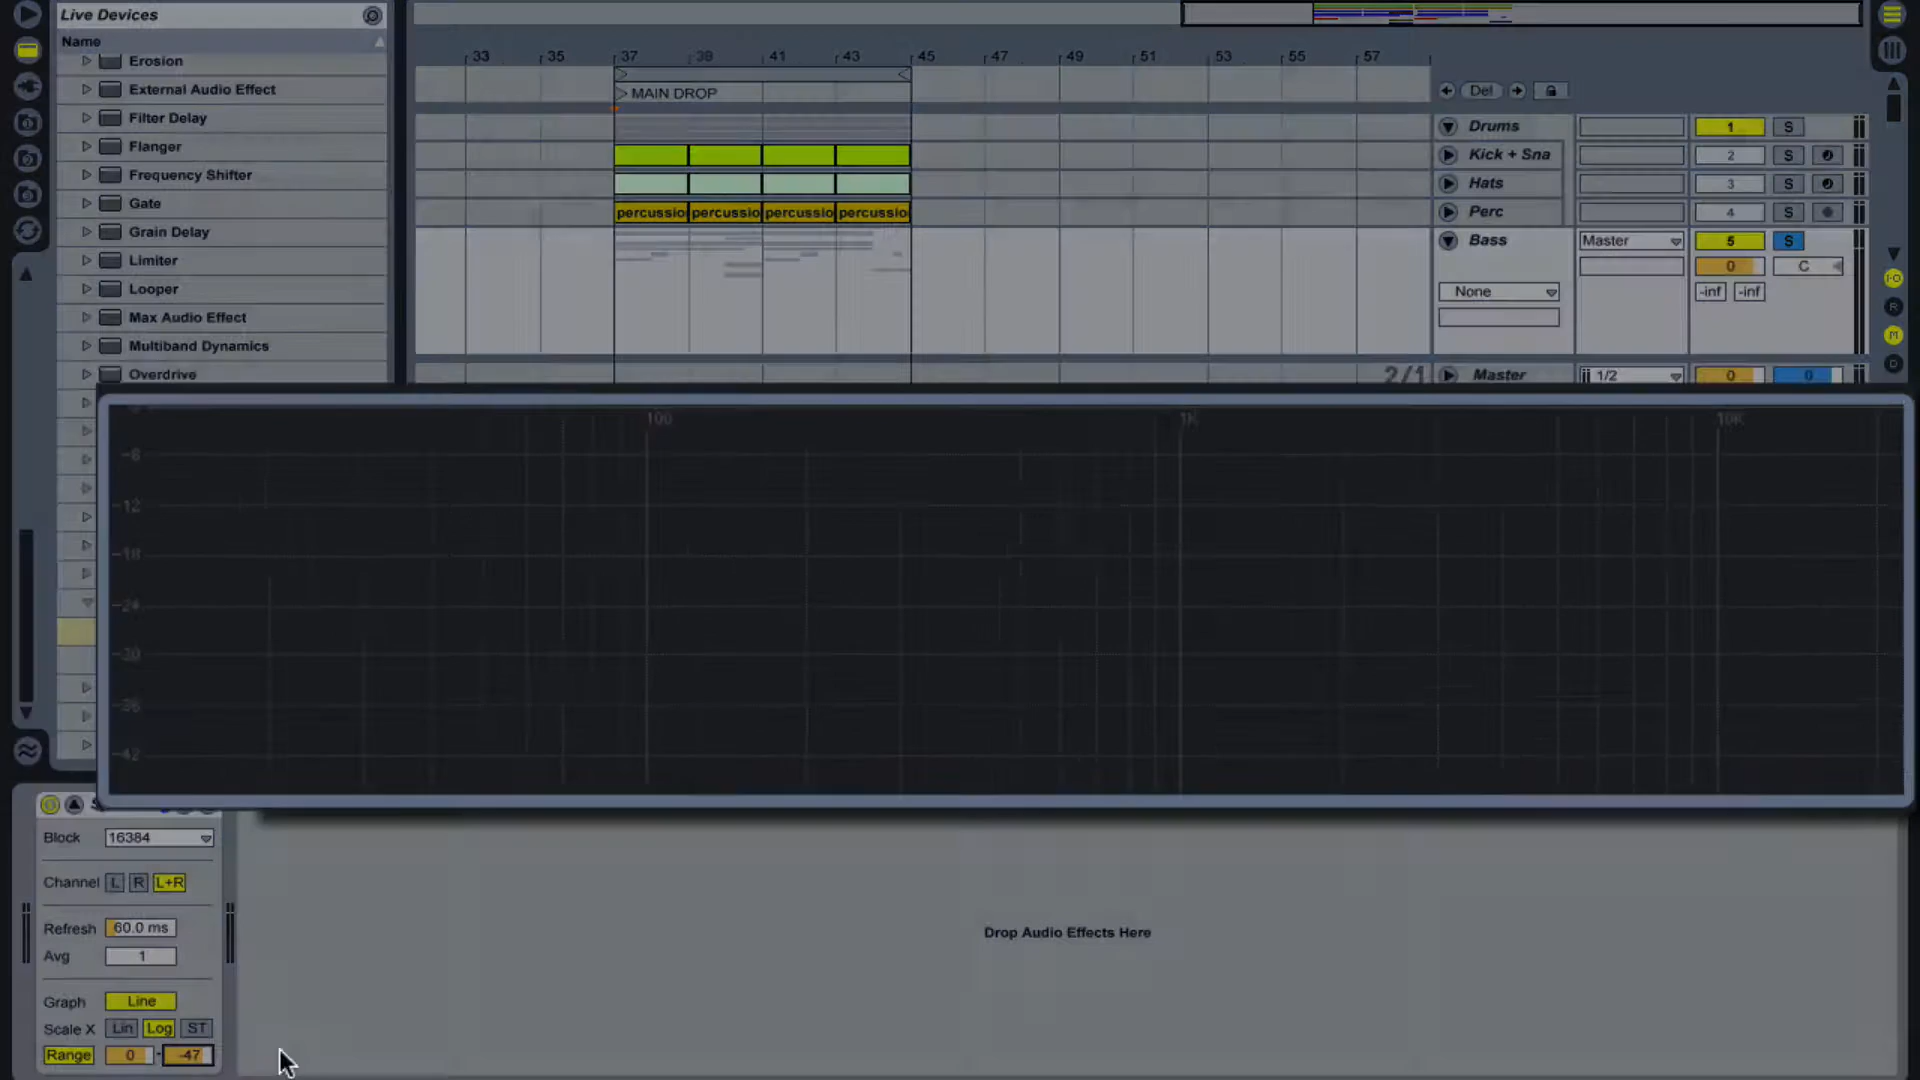 Live Devices
Name
Erosion
External Audio Effect
Filter Delay
Flanger
Frequency Shifter
Gate
Grain Delay
Limiter
Looper
Max Audio Effect
Multiband Dynamics
Overdrive
33 35 37 39 41 43 45 47 49 51 53 55 57
MAIN DROP
Del
Drums 1 S
Kick + Sna 2 S
Hats 3 S
percussio percussio percussio percussio Perc 4 S
Bass Master 5 S
0 C
None -inf -inf
2/1 Master 1/2 0 0
I-O
R
M
D
100 1K 10K
-6
-12
-18
-24
-30
-36
-42
Block 16384
Channel L R L+R
Refresh 60.0 ms
Avg 1
Graph Line
Scale X Lin Log ST
Range 0 - -47
Drop Audio Effects Here